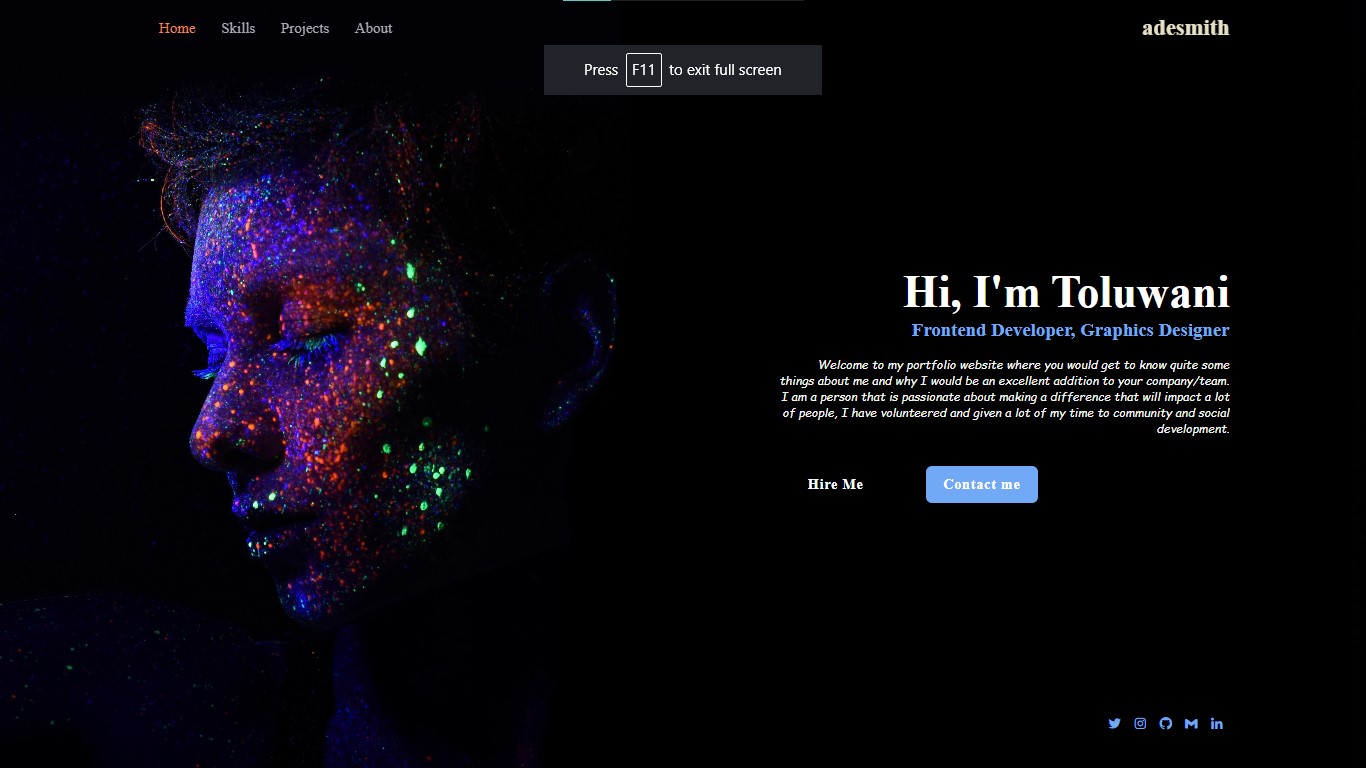 Home Skills Projects About adesmith
Press F11 to exit full screen
Hi, I'm Toluwani
Frontend Developer, Graphics Designer
Welcome to my portfolio website where you would get to know quite some
things about me and why I would be an excellent addition to your company/team.
I am a person that is passionate about making a difference that will impact a lot
of people, I have volunteered and given a lot of my time to community and social
development.
Hire Me Contact me